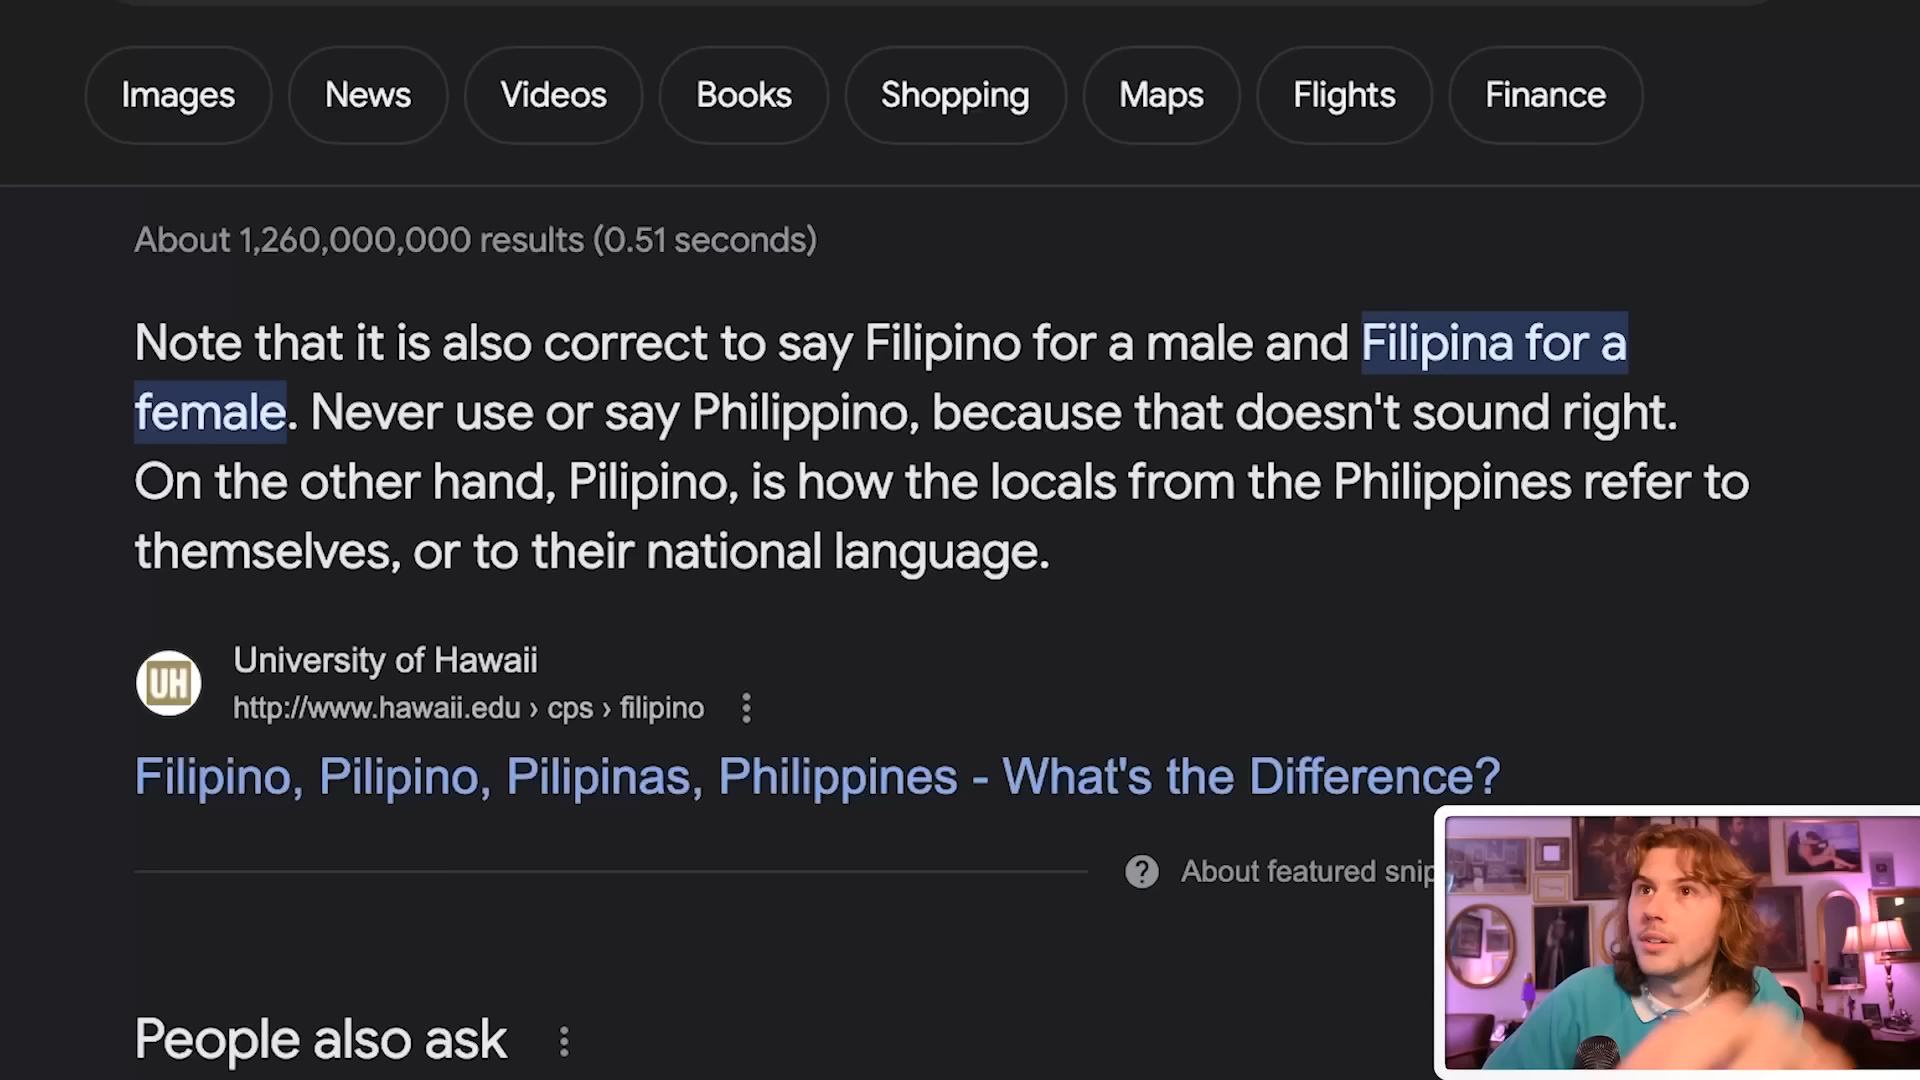 Images News Videos Books Shopping Maps Flights Finance
About 1,260,000,000 results (0.51 seconds)
Note that it is also correct to say Filipino for a male and Filipina for a
female. Never use or say Philippino, because that doesn't sound right.
On the other hand, Pilipino, is how the locals from the Philippines refer to
themselves, or to their national language.
UH
University of Hawaii
http://www.hawaii.edu › cps › filipino
Filipino, Pilipino, Pilipinas, Philippines - What's the Difference?
? About featured snip
People also ask